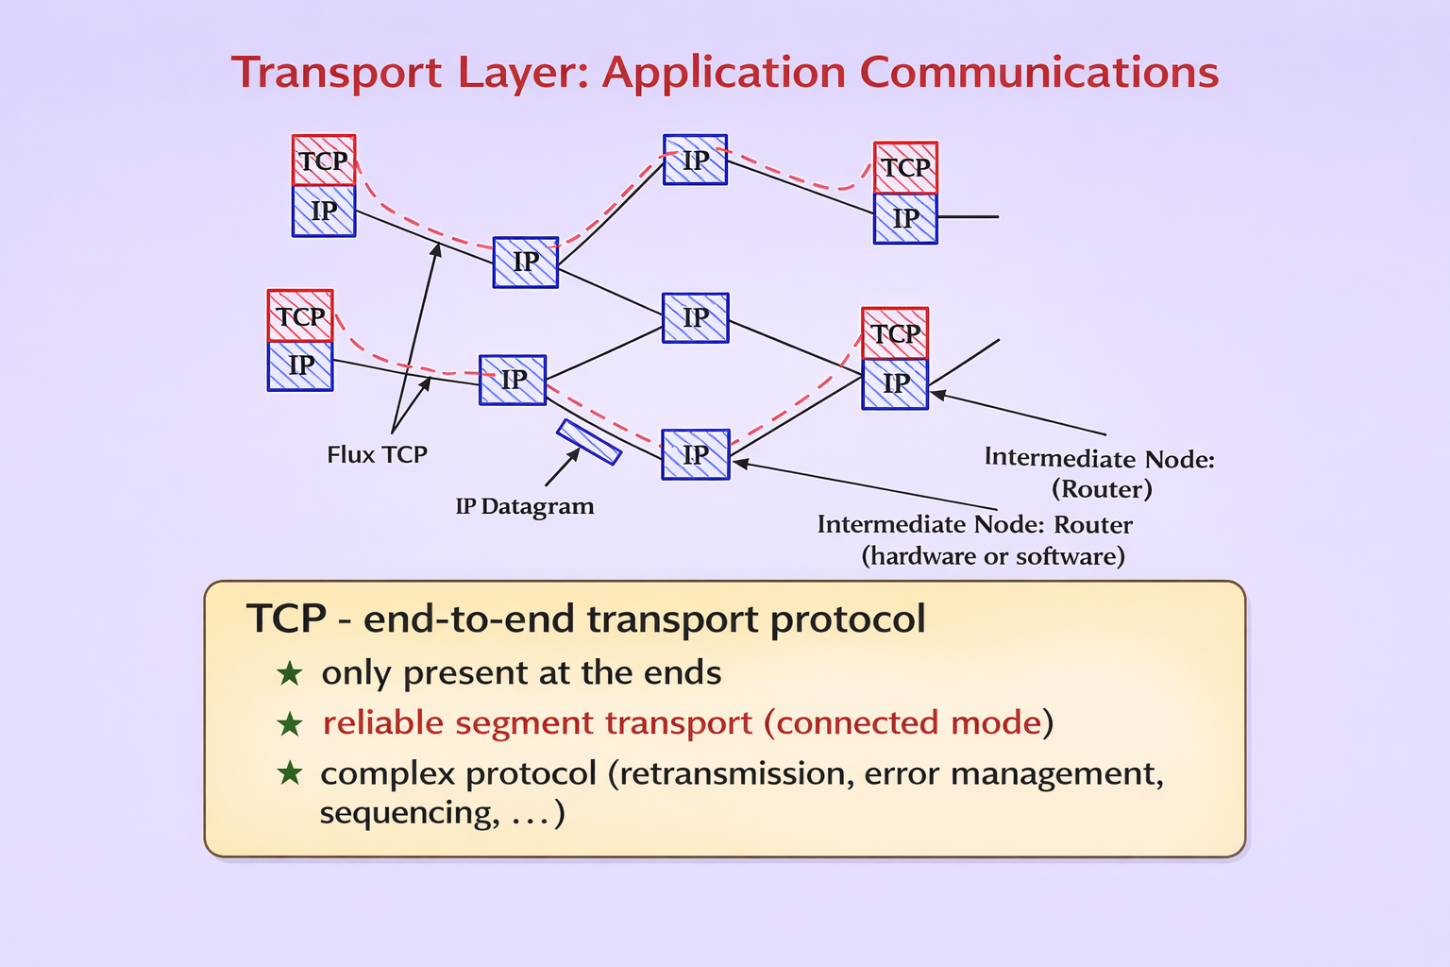 Transport Layer: Application Communications
TCP
IP
IP
TCP
IP
IP
TCP
IP
IP
TCP
IP
IP
TCP
IP
IP
Flux TCP
IP Datagram
Intermediate Node:
(Router)
Intermediate Node: Router
(hardware or software)
TCP - end-to-end transport protocol
★ only present at the ends
★ reliable segment transport (connected mode)
★ complex protocol (retransmission, error management,
sequencing, ...)